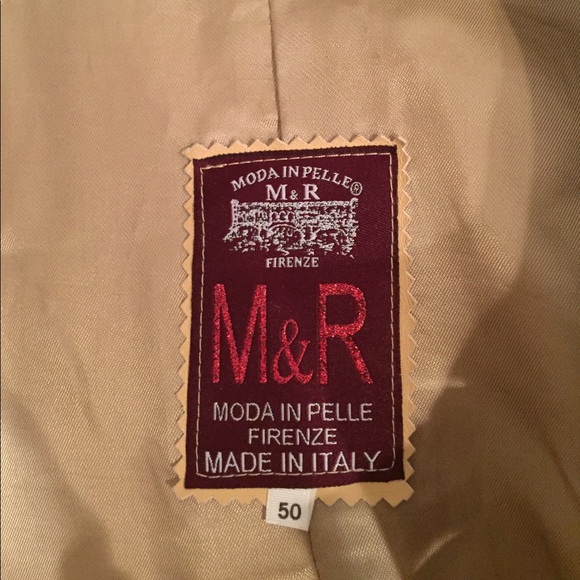 MODA IN PELLE®
M&R
FIRENZE
M&R
MODA IN PELLE
FIRENZE
MADE IN ITALY
50